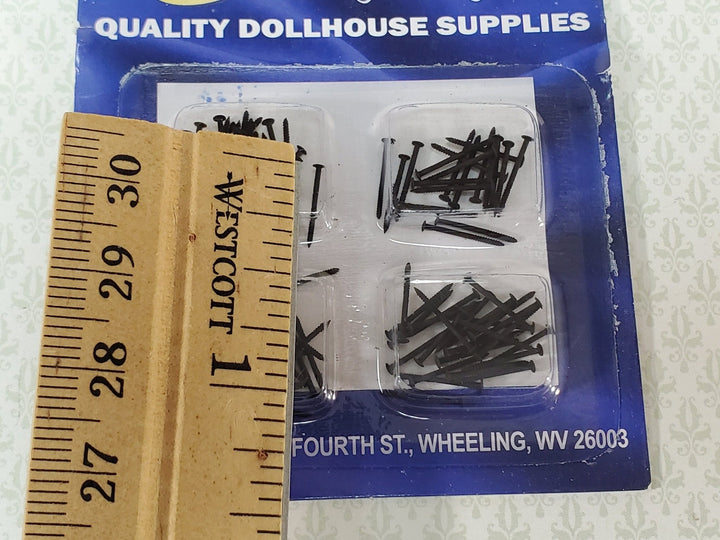 QUALITY DOLLHOUSE SUPPLIES
30
29
28
27
WESTCOTT
1
FOURTH ST., WHEELING, WV 26003